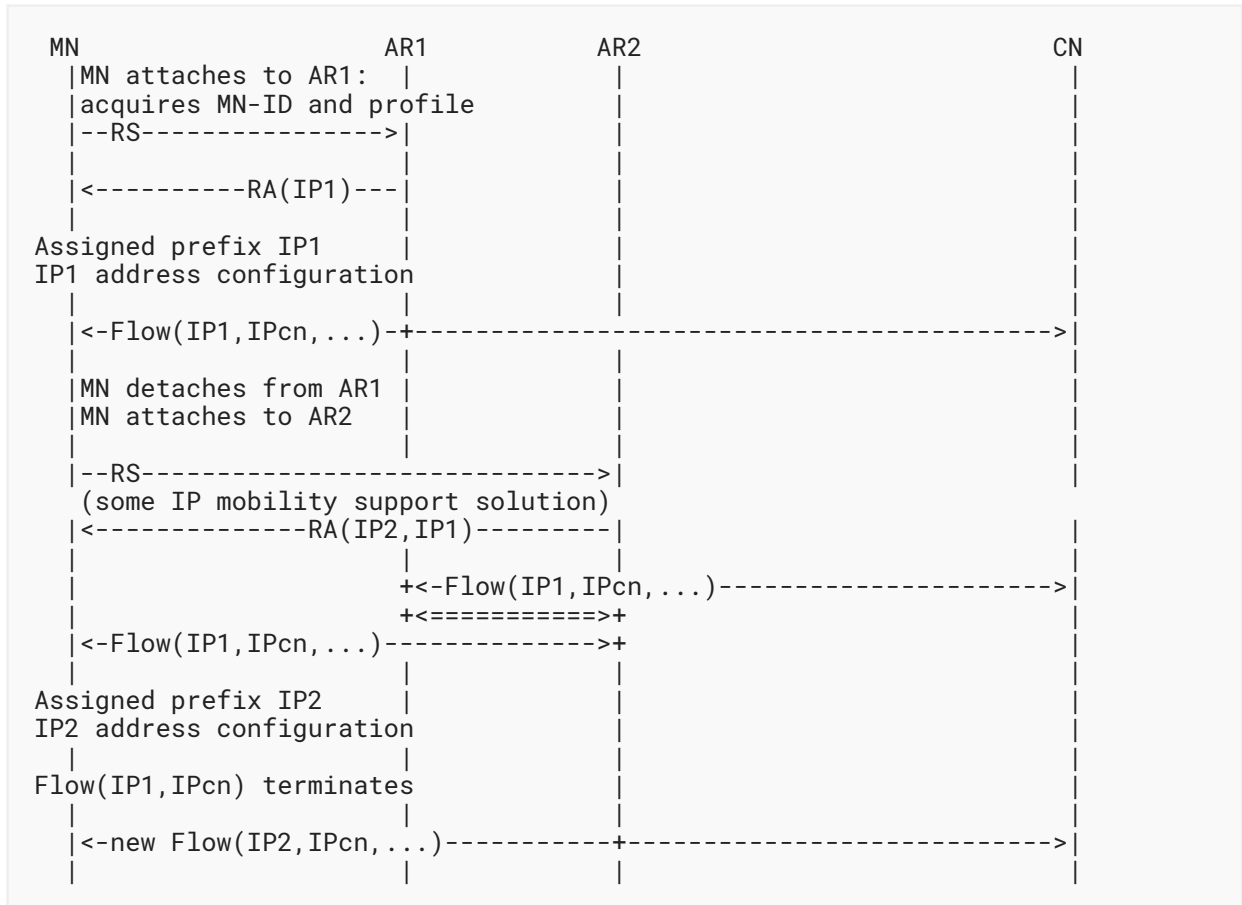 MN                    AR1           AR2                            CN
  |MN attaches to AR1:  |             |                             |
  |acquires MN-ID and profile         |                             |
  |--RS---------------->|             |                             |
  |                     |             |                             |
  |<----------RA(IP1)---|             |                             |
  |                     |             |                             |
Assigned prefix IP1     |             |                             |
IP1 address configuration             |                             |
  |                     |             |                             |
  |<-Flow(IP1,IPcn,...)-+------------------------------------------>|
  |                     |             |                             |
  |MN detaches from AR1 |             |                             |
  |MN attaches to AR2   |             |                             |
  |                     |             |                             |
  |--RS------------------------------>|                             |
   (some IP mobility support solution)
  |<--------------RA(IP2,IP1)---------|                             |
  |                     |             |                             |
  |                     +<-Flow(IP1,IPcn,...)---------------------->|
  |                     +<===========>+                             |
  |<-Flow(IP1,IPcn,...)-------------->+                             |
  |                     |             |                             |
Assigned prefix IP2     |             |                             |
IP2 address configuration             |                             |
  |                     |             |                             |
Flow(IP1,IPcn) terminates             |                             |
  |                     |             |                             |
  |<-new Flow(IP2,IPcn,...)-----------+---------------------------->|
  |                     |             |                             |